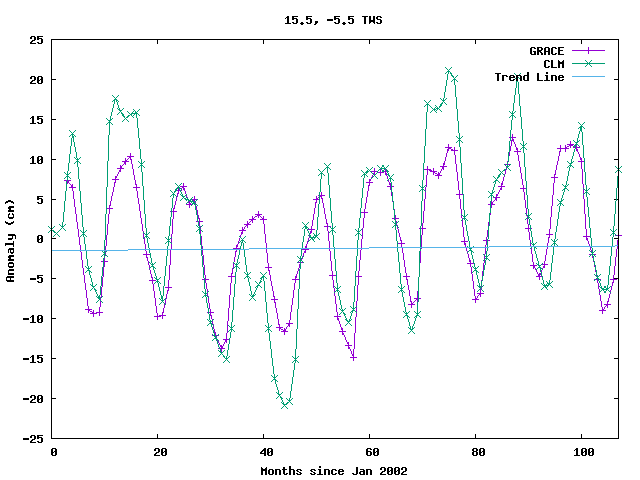 15.5, -5.5 TWS
GRACE
CLM
Trend Line
25
20
15
10
5
0
-5
-10
-15
-20
-25
Anomaly (cm)
0 20 40 60 80 100
Months since Jan 2002